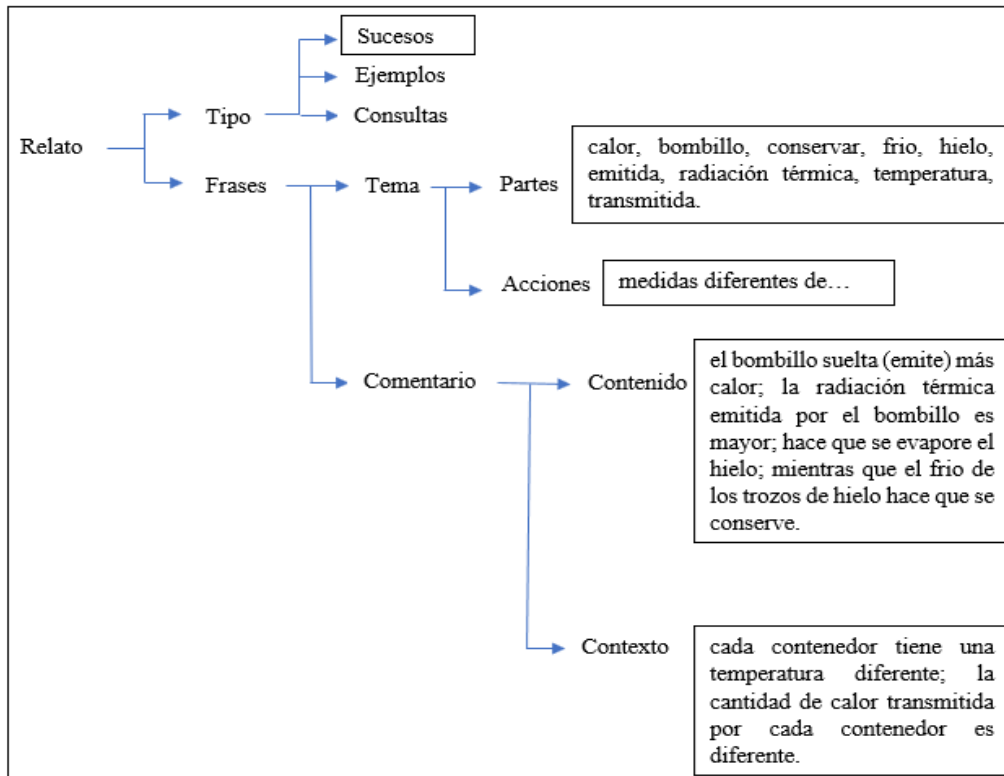 Sucesos
Ejemplos
Tipo
Consultas
Relato
calor, bombillo, conservar, frio, hielo,
emitida, radiación térmica, temperatura,
transmitida.
Frases
Tema
Partes
Acciones
medidas diferentes de…
el bombillo suelta (emite) más
calor; la radiación térmica
emitida por el bombillo es
mayor; hace que se evapore el
hielo; mientras que el frio de
los trozos de hielo hace que se
conserve.
Comentario
Contenido
Contexto
cada contenedor tiene una
temperatura diferente; la
cantidad de calor transmitida
por cada contenedor es
diferente.